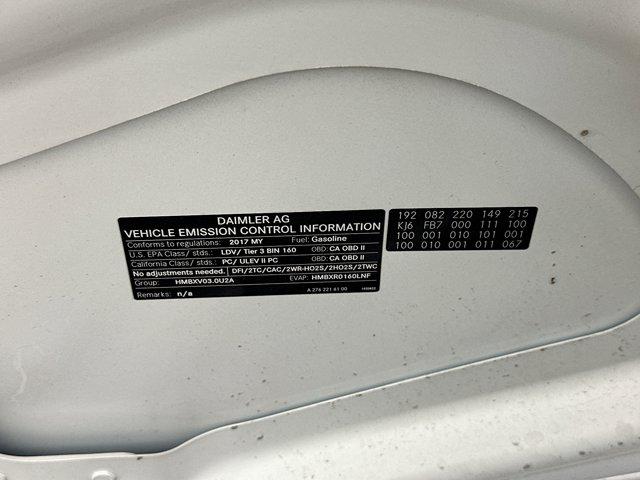 DAIMLER AG
VEHICLE EMISSION CONTROL INFORMATION
Conforms to regulations: 2017 MY Fuel: Gasoline
U.S. EPA Class / stds.: LDV/ Tier 3 BIN 160 OBD: CA OBD II
California Class/ stds.: PC/ ULEV II PC OBD: CA OBD II
No adjustments needed. DFI/2TC/CAC/2WR-HO2S/2HO2S/2TWC
Group: HMBXV03.0U2A EVAP: HMBXR0160LNF
Remarks: n/a A 276 221 61 00
192 082 220 149 215
KJ6 FB7 000 111 100
100 001 010 101 001
100 010 001 011 067